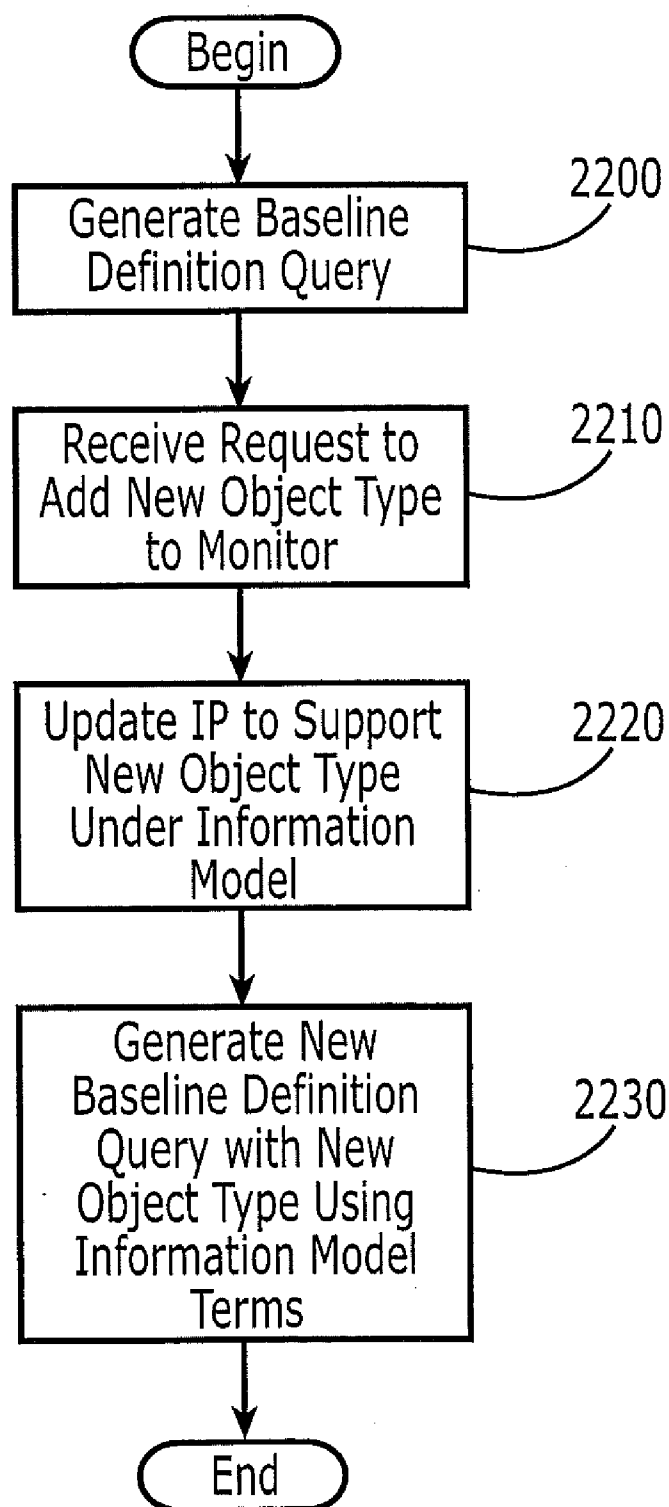 Begin
2200
Generate Baseline
Definition Query
2210
Receive Request to
Add New Object Type
to Monitor
2220
Update IP to Support
New Object Type
Under Information
Model
2230
Generate New
Baseline Definition
Query with New
Object Type Using
Information Model
Terms
End